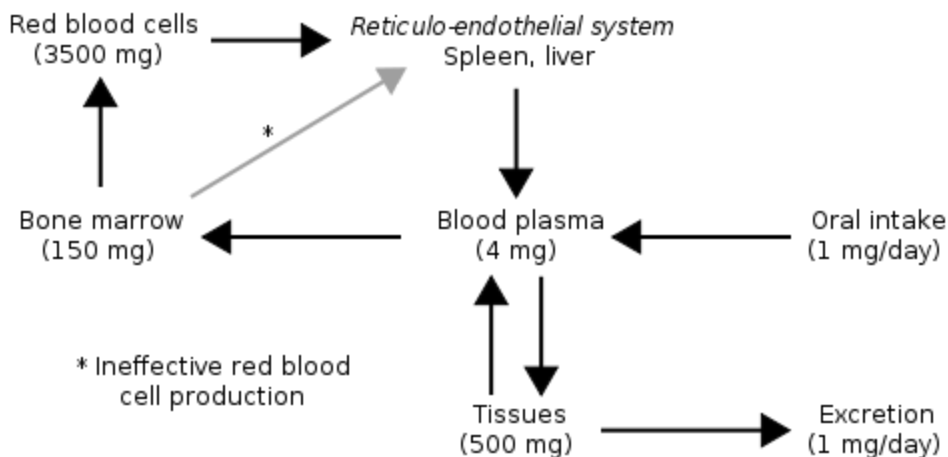 Red blood cells
(3500 mg)
Reticulo-endothelial system
Spleen, liver
*
Bone marrow
(150 mg)
Blood plasma
(4 mg)
Oral intake
(1 mg/day)
* Ineffective red blood
cell production
Tissues
(500 mg)
Excretion
(1 mg/day)